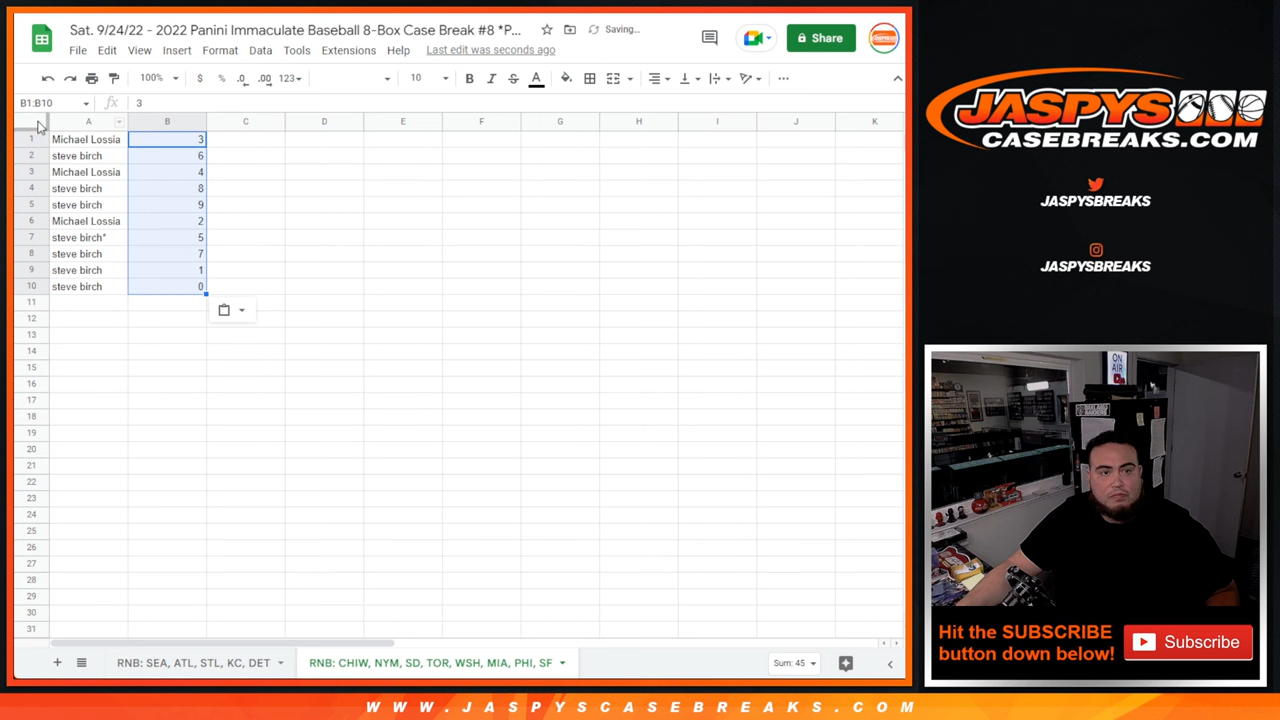 Sat. 9/24/22 - 2022 Panini Immaculate Baseball 8-Box Case Break #8 *P...
Saving...
Share
File Edit View Insert Format Data Tools Extensions Help Last edit was seconds ago
100% $ % .0 .00 123 10 B I S A
B1:B10 fx 3
A B C D E F G H I J K
1 Michael Lossia 3
2 steve birch 6
3 Michael Lossia 4
4 steve birch 8
5 steve birch 9
6 Michael Lossia 2
7 steve birch* 5
8 steve birch 7
9 steve birch 1
10 steve birch 0
11
12
13
14
15
16
17
18
19
20
21
22
23
24
25
26
27
28
29
30
31
RNB: SEA, ATL, STL, KC, DET
RNB: CHIW, NYM, SD, TOR, WSH, MIA, PHI, SF
Sum: 45
JASPYS
CASEBREAKS.COM
JASPYSBREAKS
JASPYSBREAKS
ON
AIR
Hit the SUBSCRIBE
button down below!
Subscribe
WWW.JASPYSCASEBREAKS.COM